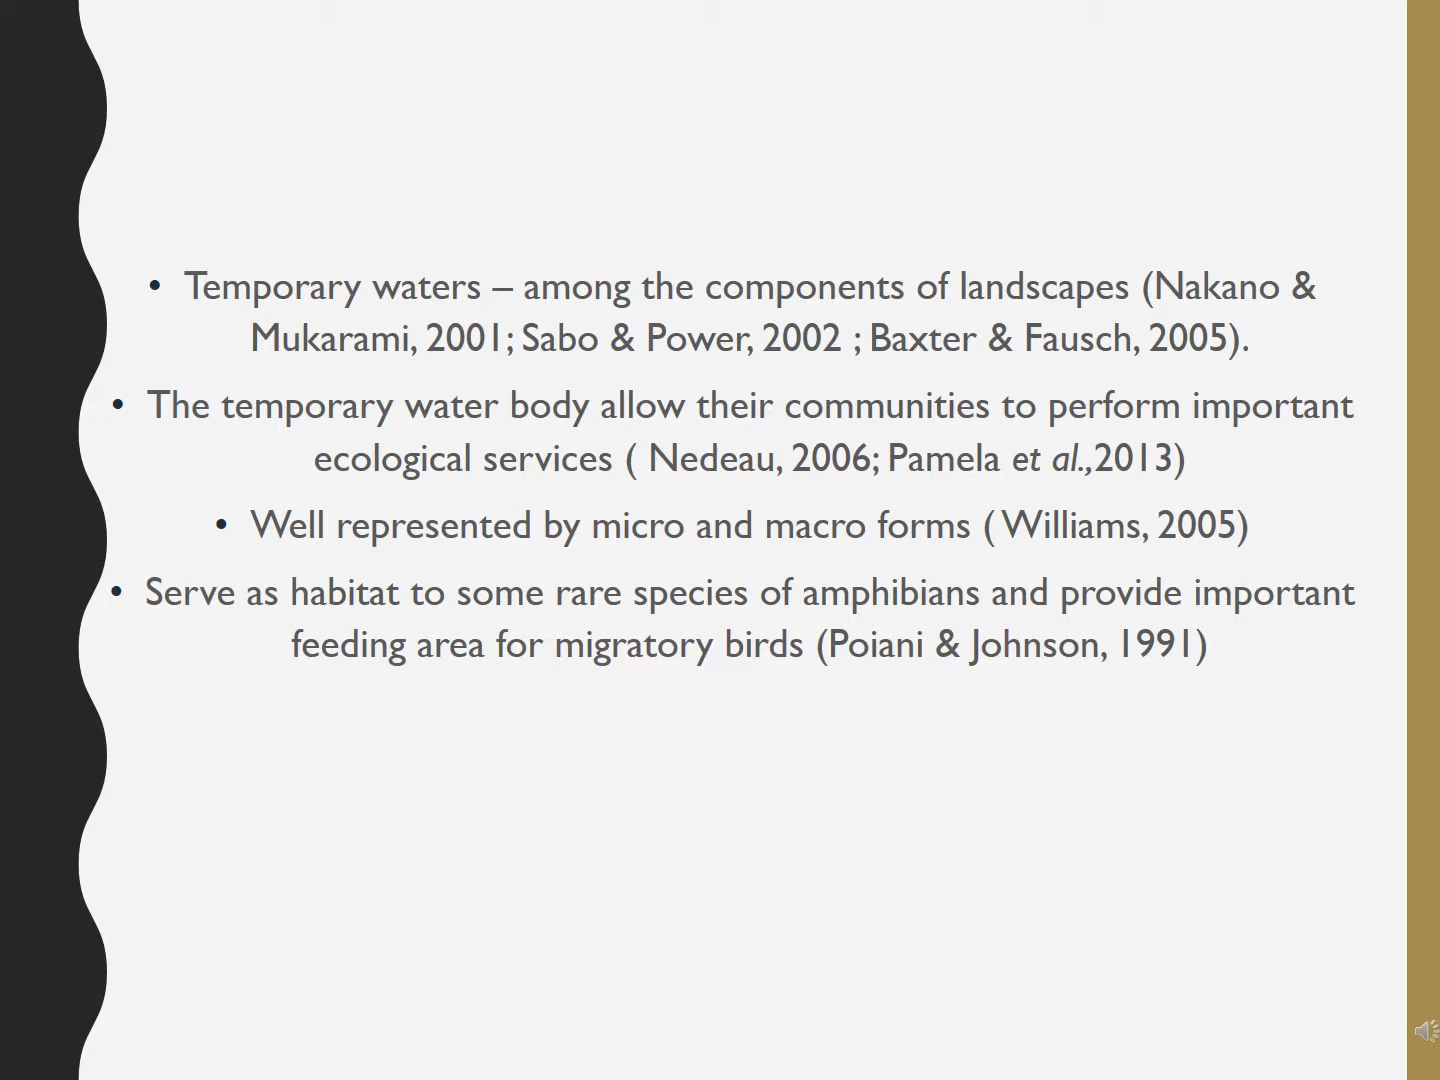 • Temporary waters – among the components of landscapes (Nakano &
Mukarami, 2001; Sabo & Power, 2002 ; Baxter & Fausch, 2005).
• The temporary water body allow their communities to perform important
ecological services ( Nedeau, 2006; Pamela et al.,2013)
• Well represented by micro and macro forms ( Williams, 2005)
• Serve as habitat to some rare species of amphibians and provide important
feeding area for migratory birds (Poiani & Johnson, 1991)